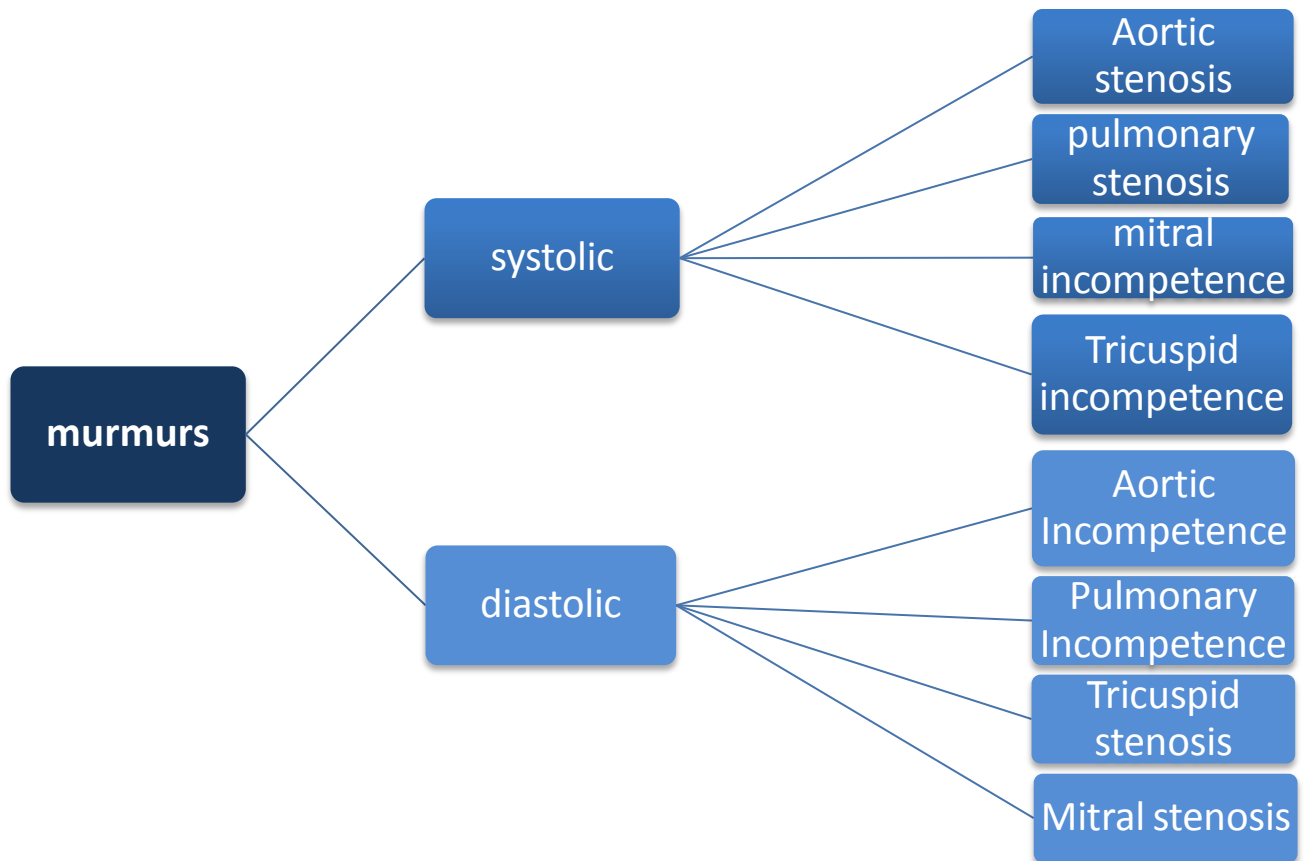 murmurs
systolic
Aortic
stenosis
pulmonary
stenosis
mitral
incompetence
Tricuspid
incompetence
diastolic
Aortic
Incompetence
Pulmonary
Incompetence
Tricuspid
stenosis
Mitral stenosis